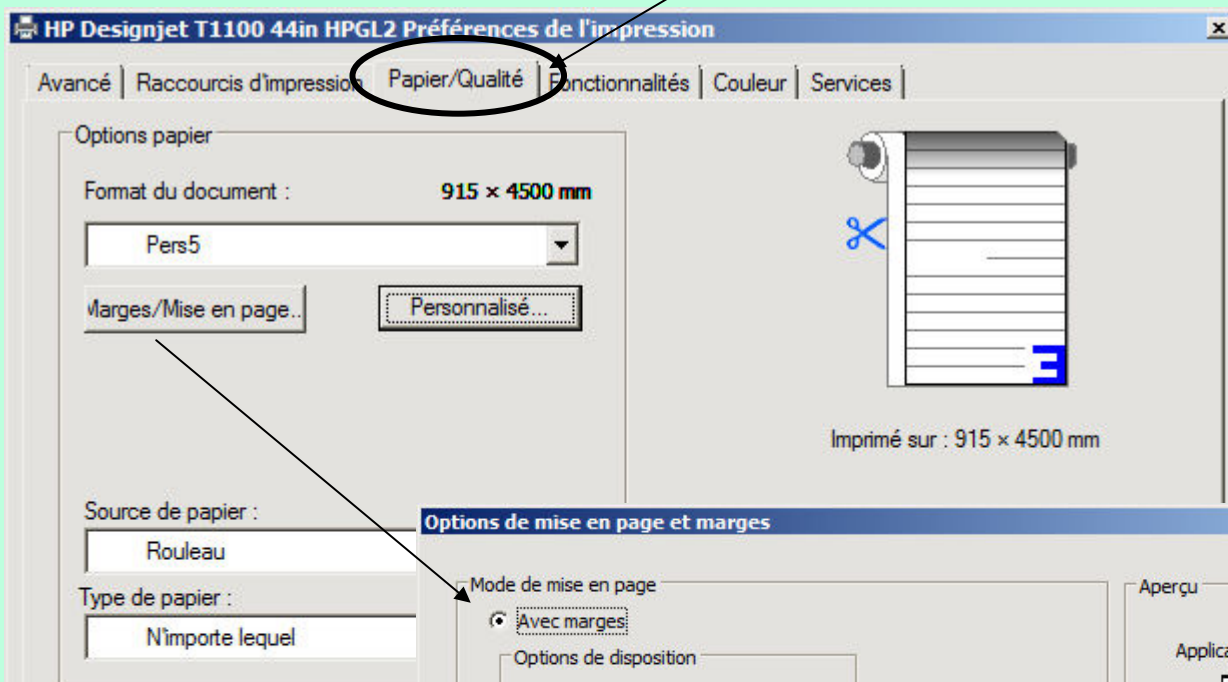 HP Designjet T1100 44in HPGL2 Préférences de l'impression
Avancé Raccourcis d'impression Papier/Qualité Fonctionnalités Couleur Services
Options papier
Format du document : 915 × 4500 mm
Pers5
Marges/Mise en page.. Personnalisé...
3
Imprimé sur : 915 × 4500 mm
Source de papier :
Rouleau
Type de papier :
N'importe lequel
Options de mise en page et marges
Mode de mise en page
Avec marges
Options de disposition
Aperçu